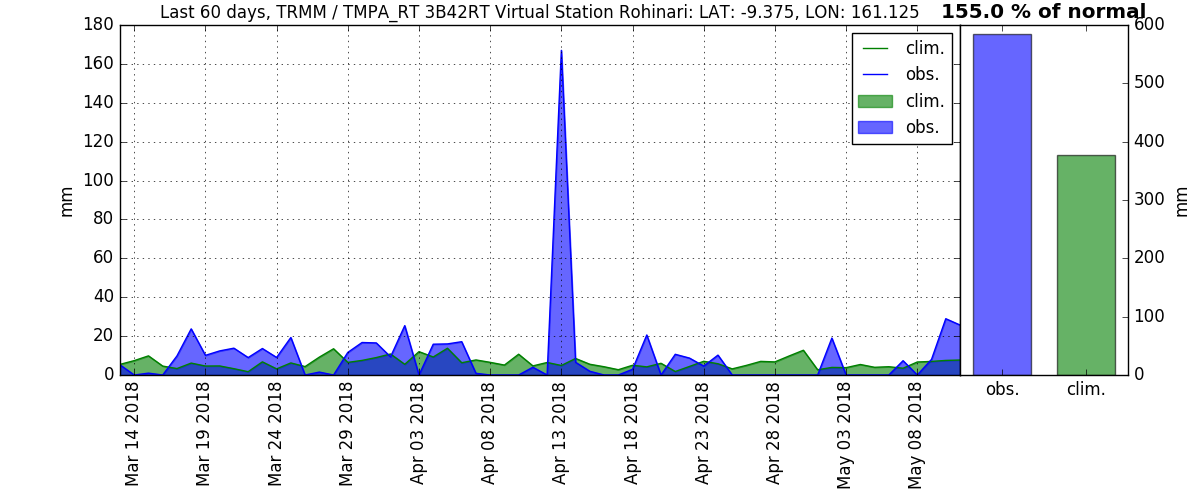 Last 60 days, TRMM / TMPA_RT 3B42RT Virtual Station Rohinari: LAT: -9.375, LON: 161.125
155.0 % of normal
180
160
140
120
100
80
60
40
20
0
mm
clim.
obs.
clim.
obs.
Mar 14 2018
Mar 19 2018
Mar 24 2018
Mar 29 2018
Apr 03 2018
Apr 08 2018
Apr 13 2018
Apr 18 2018
Apr 23 2018
Apr 28 2018
May 03 2018
May 08 2018
600
500
400
300
200
100
0
mm
obs.
clim.